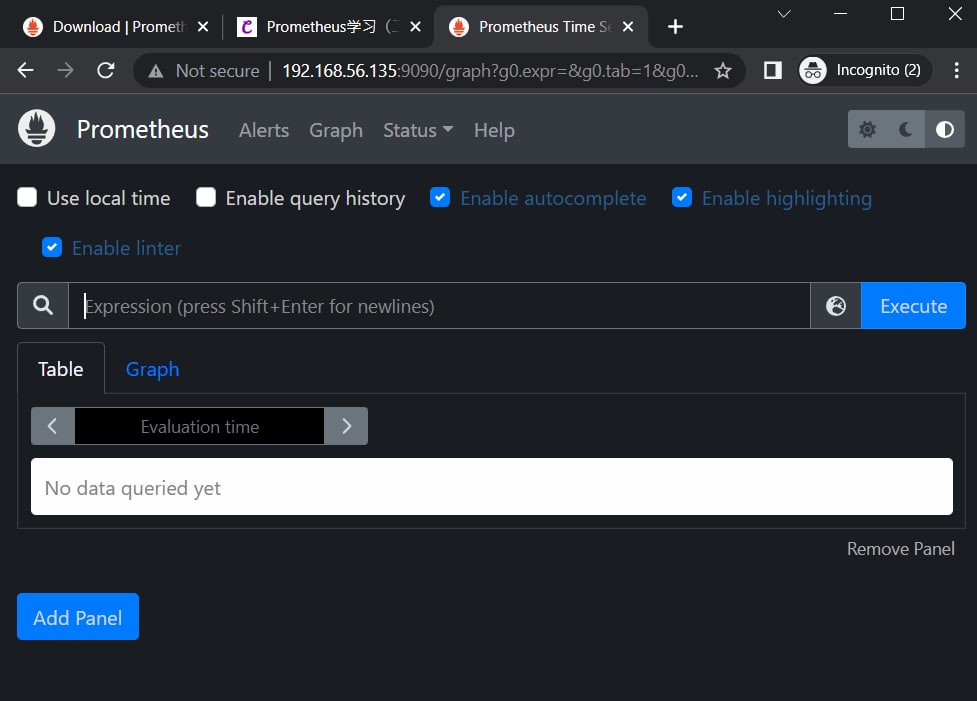 Download | Prometh
Prometheus学习（
Prometheus Time Se
Not secure | 192.168.56.135:9090/graph?g0.expr=&g0.tab=1&g0...
Incognito (2)
Prometheus Alerts Graph Status Help
Use local time Enable query history Enable autocomplete Enable highlighting
Enable linter
Expression (press Shift+Enter for newlines) Execute
Table Graph
Evaluation time
No data queried yet
Remove Panel
Add Panel